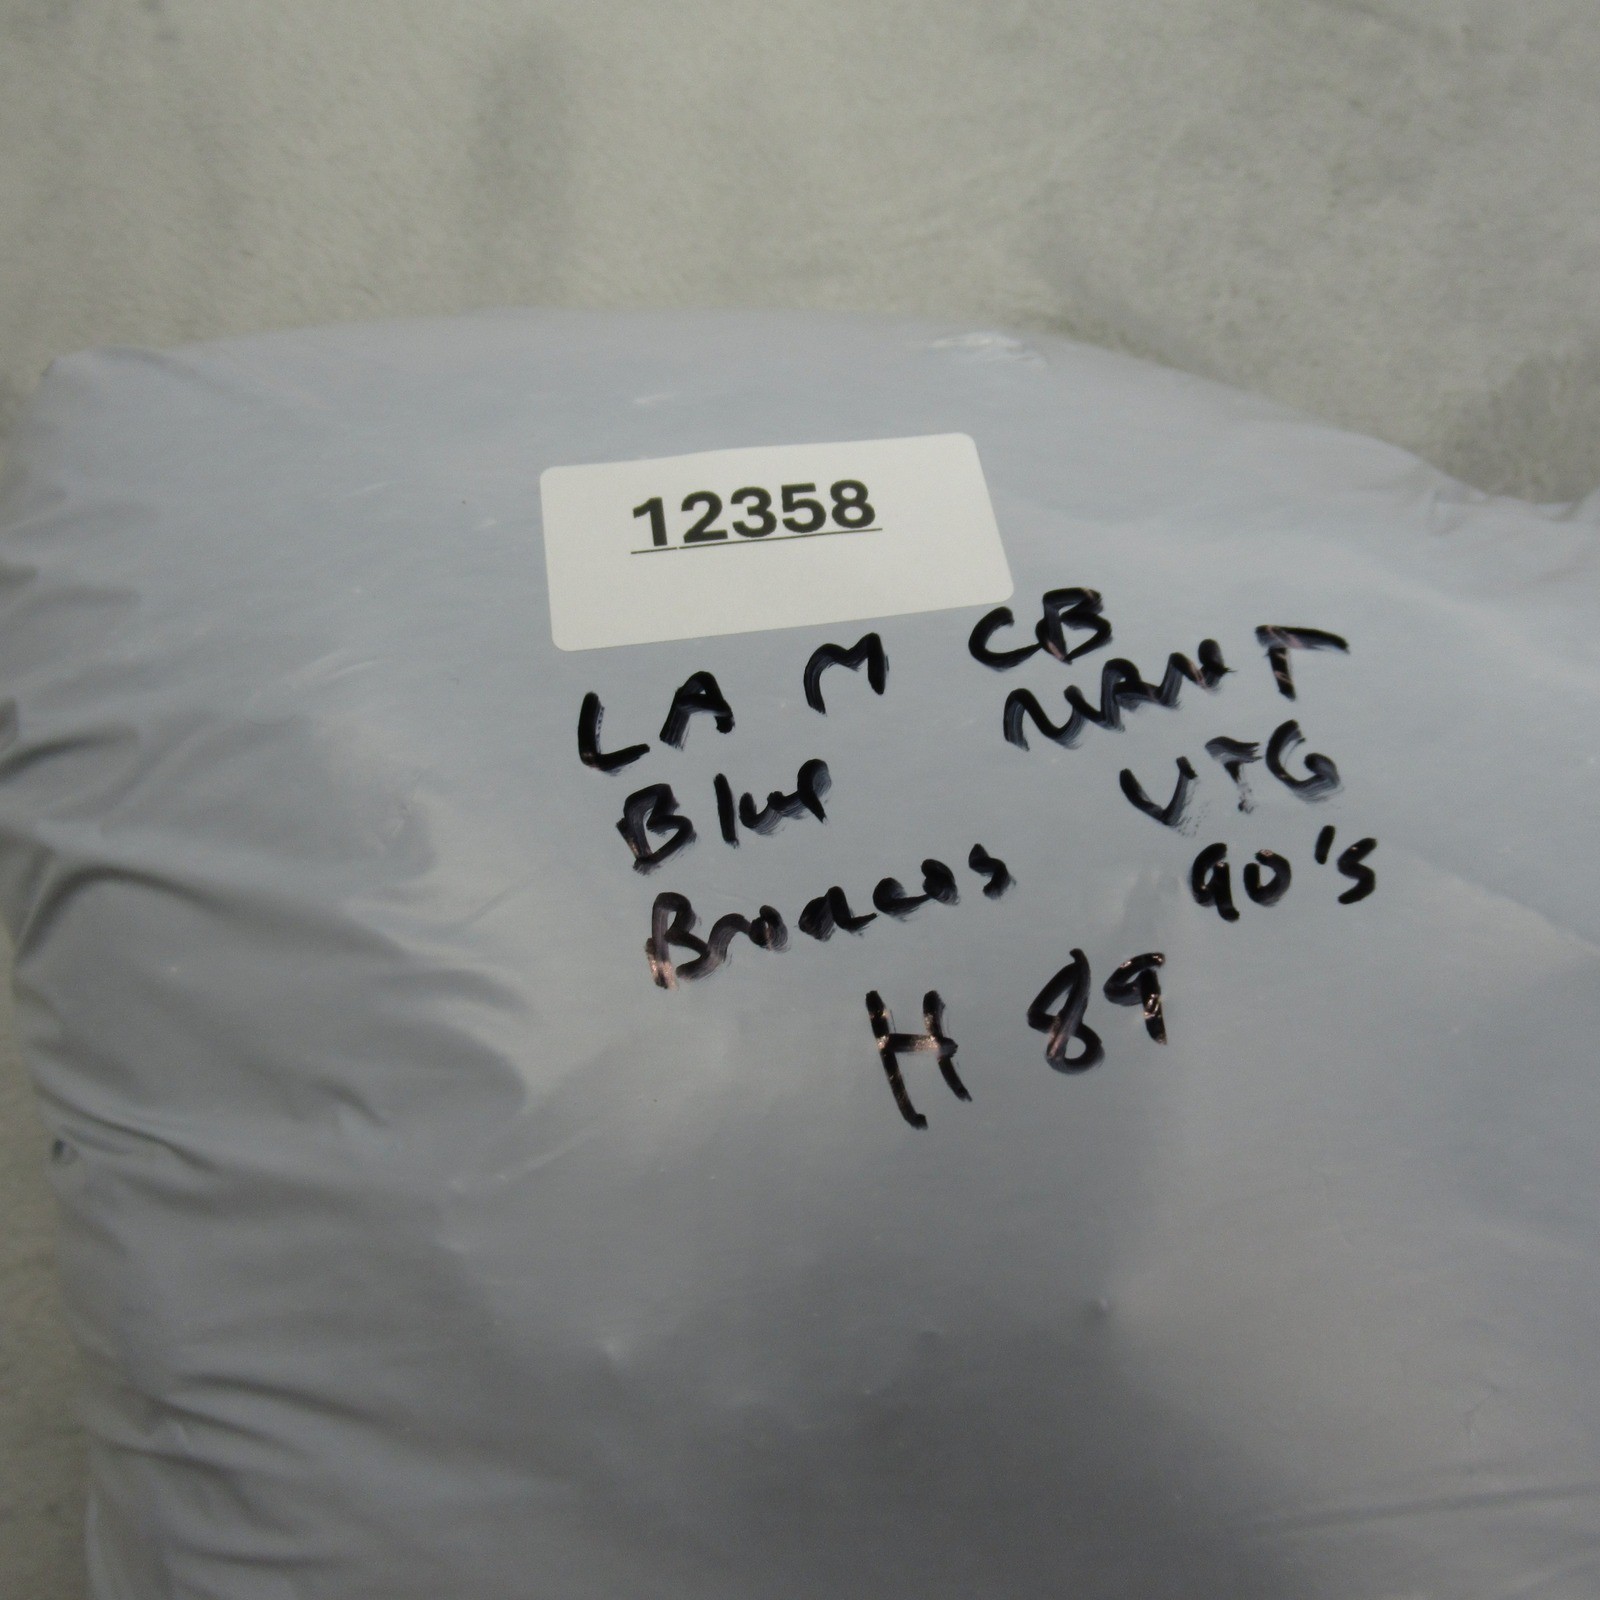 12358
LA M CB
Blue
VTG
Broncos
90's
H 89